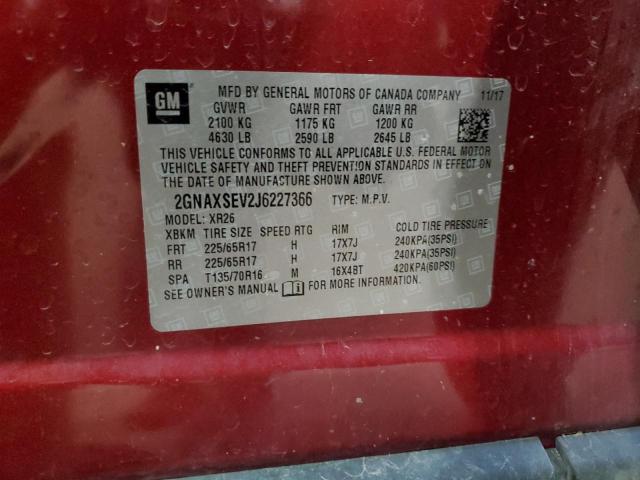 GM
MFD BY GENERAL MOTORS OF CANADA COMPANY 11/17
GVWR GAWR FRT GAWR RR
2100 KG 1175 KG 1200 KG
4630 LB 2590 LB 2645 LB
THIS VEHICLE CONFORMS TO ALL APPLICABLE U.S. FEDERAL MOTOR
VEHICLE SAFETY AND THEFT PREVENTION STANDARDS IN EFFECT ON
THE DATE OF MANUFACTURE SHOWN ABOVE.
2GNAXSEV2J6227366 TYPE: M.P.V.
MODEL: XR26
XBKM TIRE SIZE SPEED RTG RIM COLD TIRE PRESSURE
FRT 225/65R17 H 17X7J 240KPA(35PSI)
RR 225/65R17 H 17X7J 240KPA(35PSI)
SPA T135/70R16 M 16X4BT 420KPA(60PSI)
SEE OWNER'S MANUAL FOR MORE INFORMATION